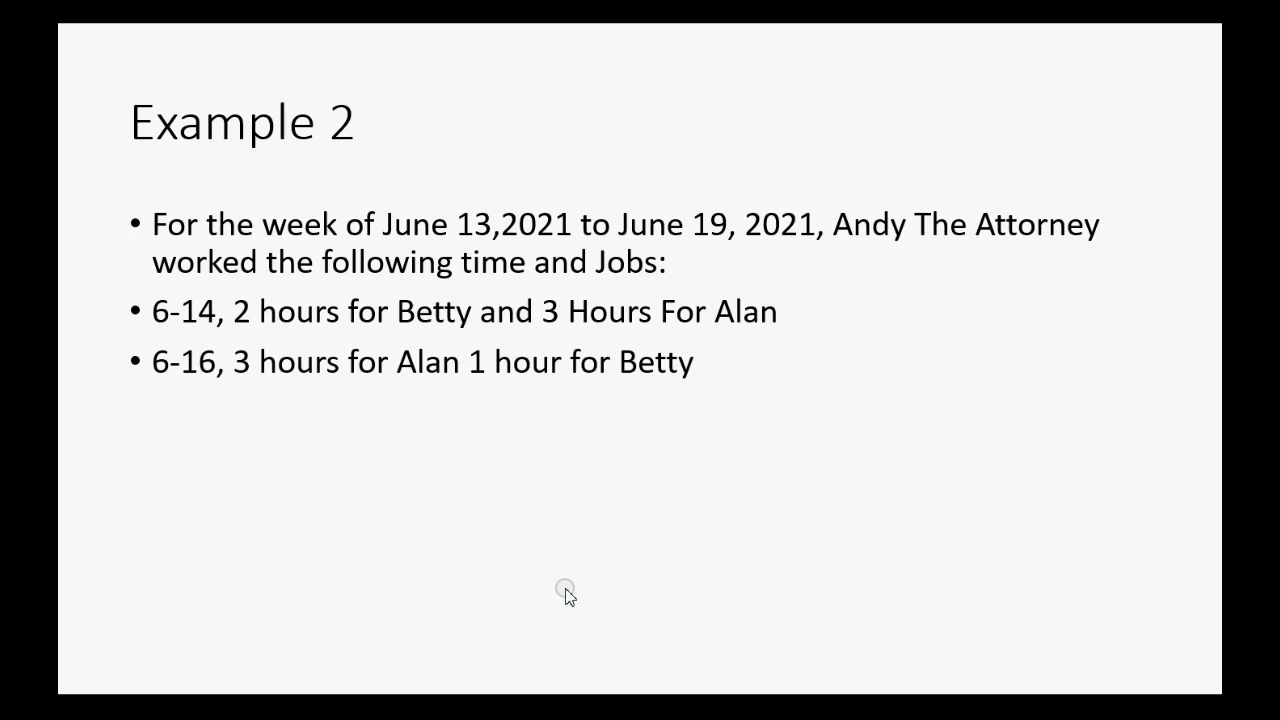 Example 2
• For the week of June 13,2021 to June 19, 2021, Andy The Attorney
worked the following time and Jobs:
• 6-14, 2 hours for Betty and 3 Hours For Alan
• 6-16, 3 hours for Alan 1 hour for Betty